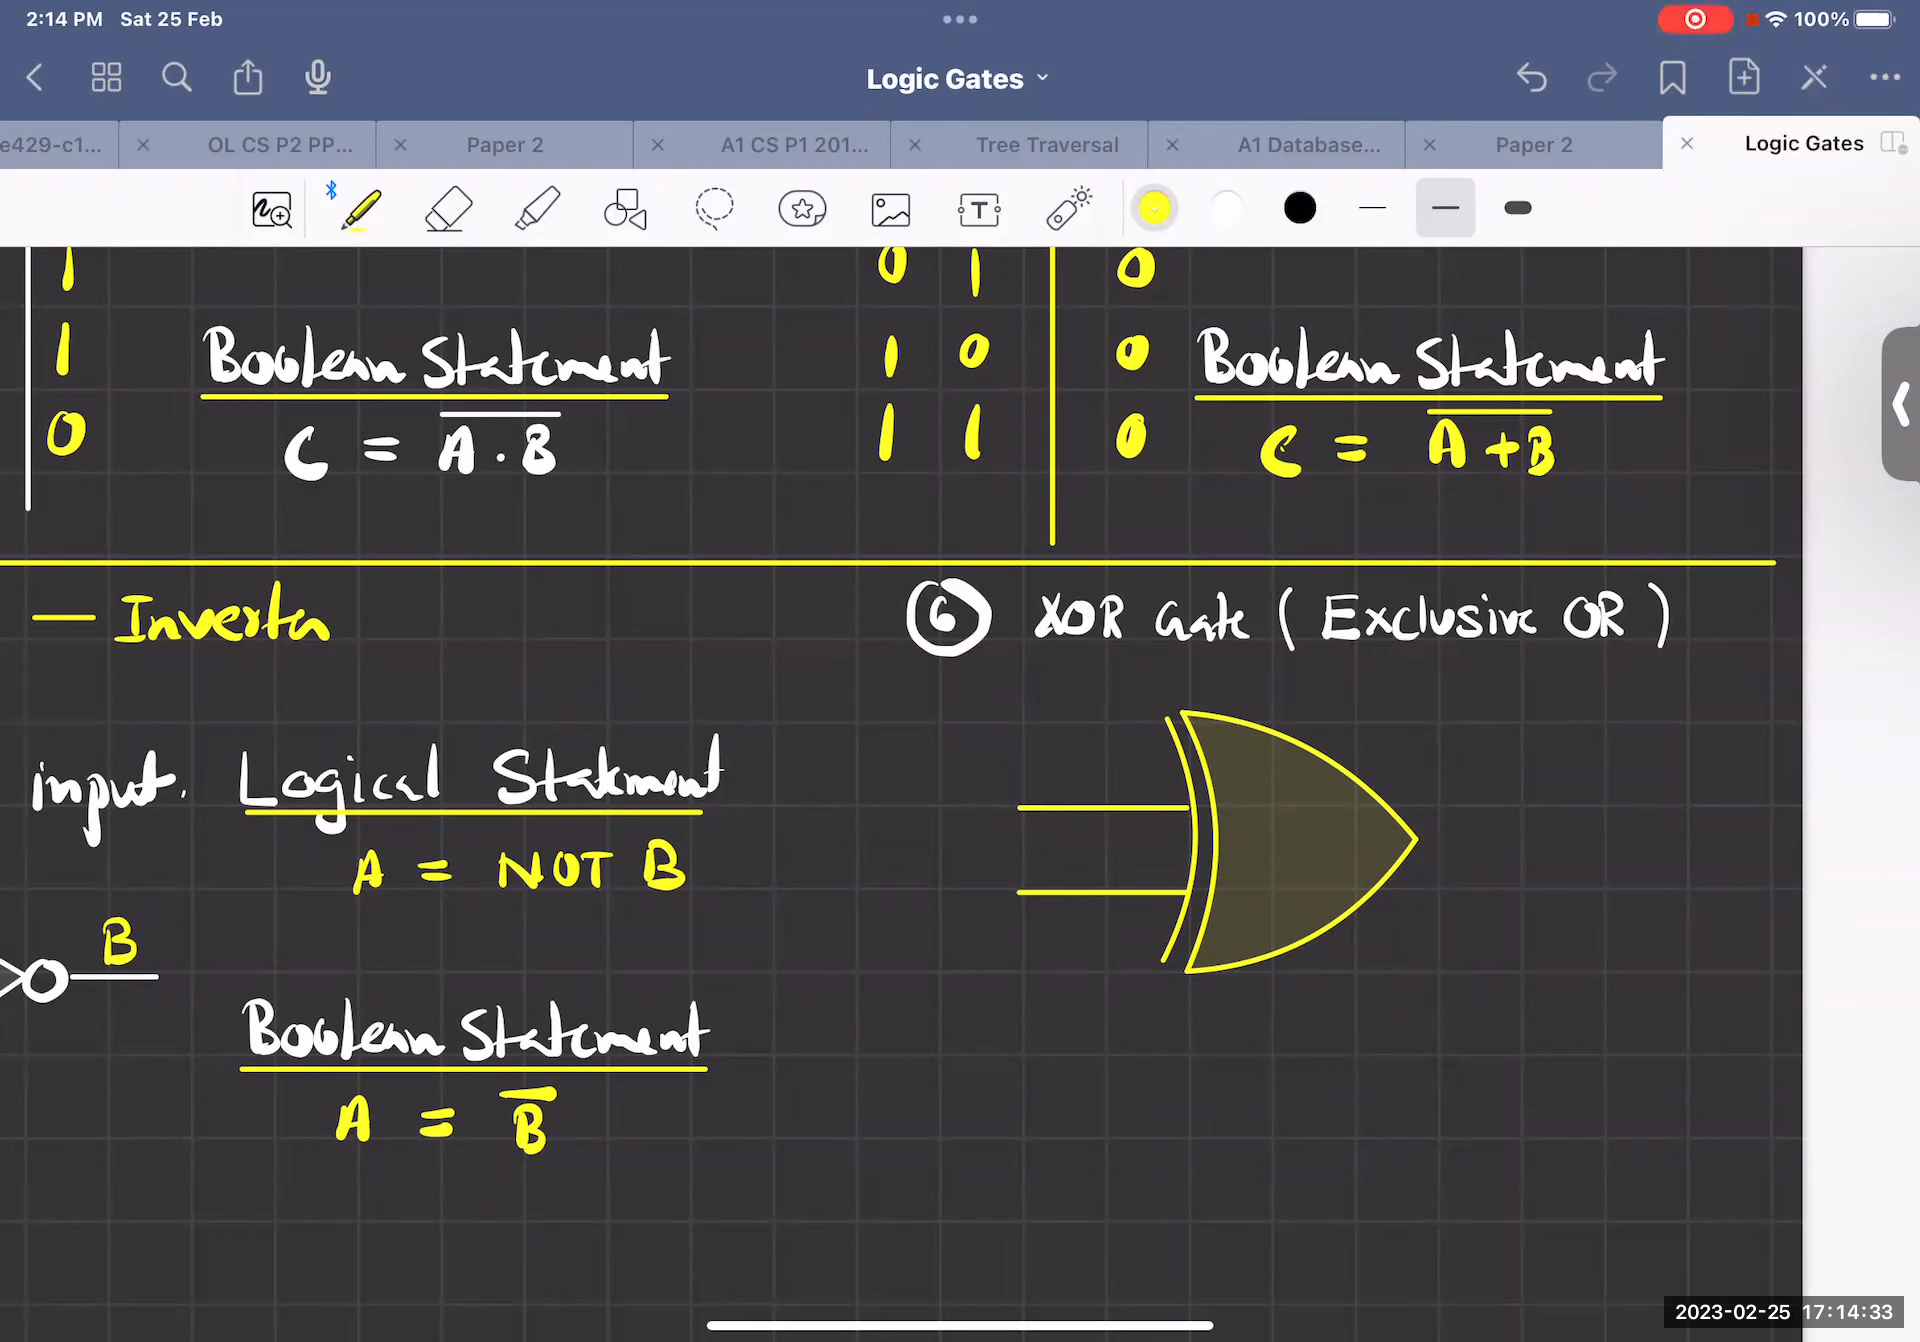 2:14 PM Sat 25 Feb
100%
Logic Gates
e429-c1...
OL CS P2 PP...
Paper 2
A1 CS P1 201...
Tree Traversal
A1 Database...
Paper 2
Logic Gates
1
0 1 0
1
Boolean Statement
1 0 0
Boolean Statement
0
C = \overline{A . B}
1 1 0
C = \overline{A + B}
— Inverter
6 XOR Gate ( Exclusive OR )
input. Logical Statement
A = NOT B
B
Boolean Statement
A = \overline{B}
2023-02-25 17:14:33